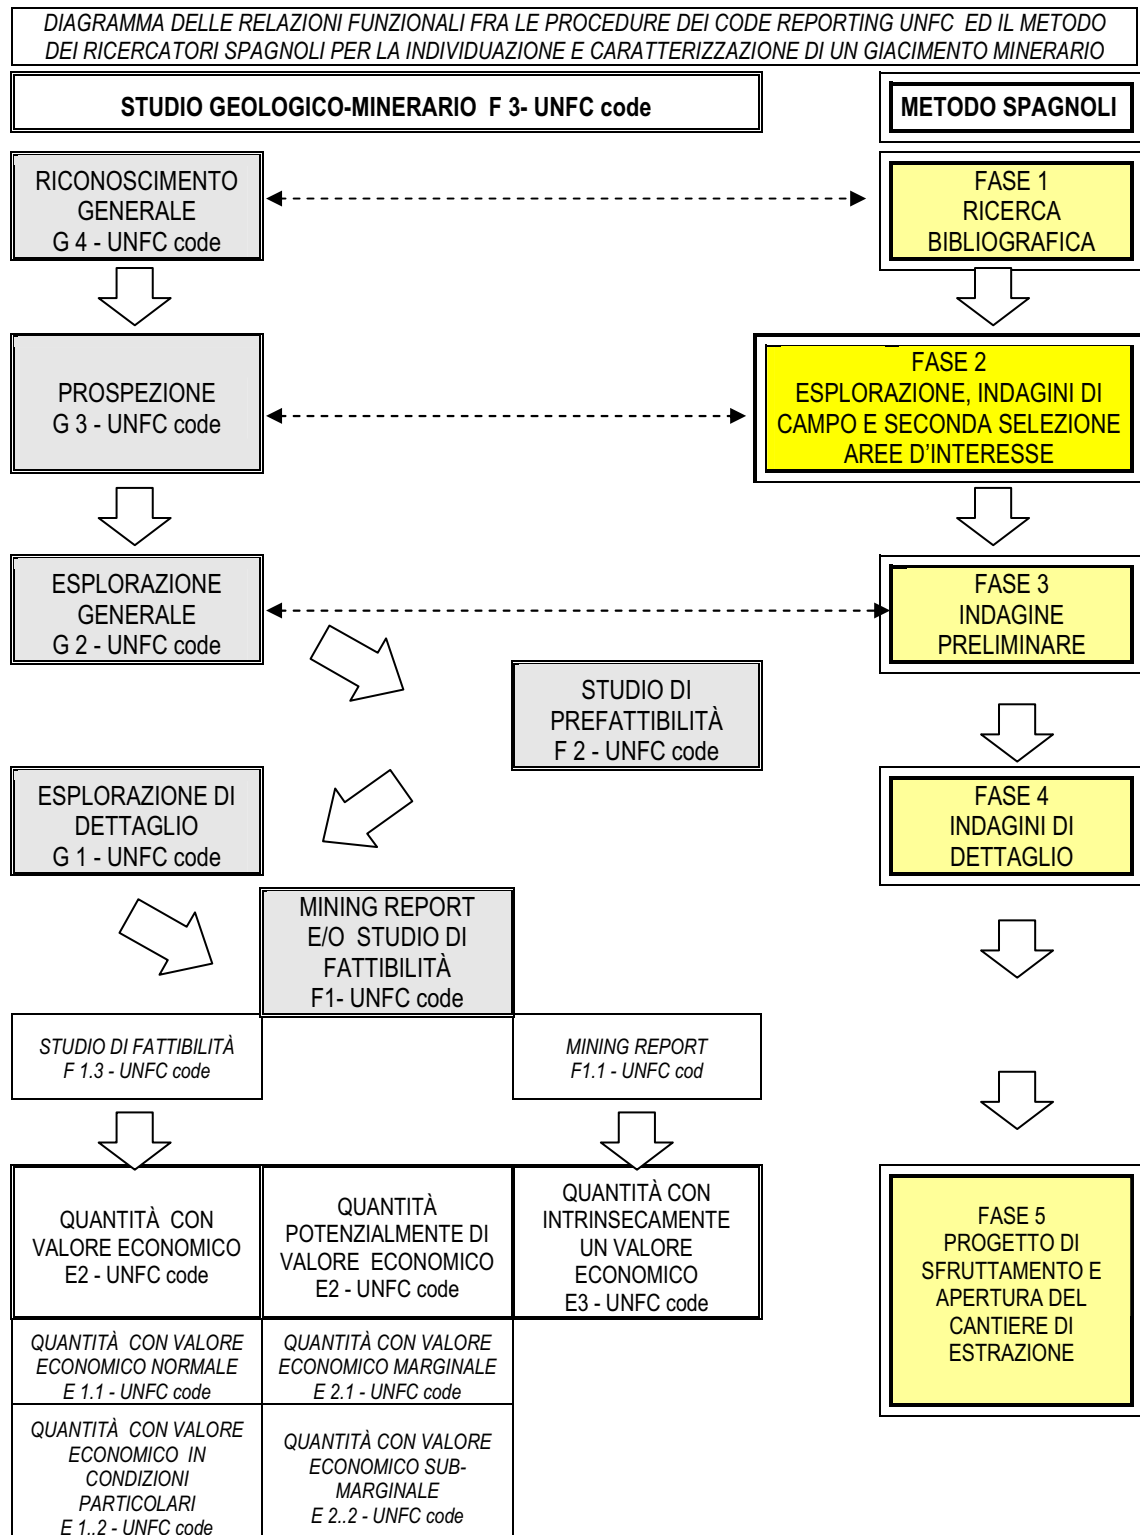 DIAGRAMMA DELLE RELAZIONI FUNZIONALI FRA LE PROCEDURE DEI CODE REPORTING UNFC ED IL METODO
DEI RICERCATORI SPAGNOLI PER LA INDIVIDUAZIONE E CARATTERIZZAZIONE DI UN GIACIMENTO MINERARIO
STUDIO GEOLOGICO-MINERARIO F 3- UNFC code
METODO SPAGNOLI
RICONOSCIMENTO
GENERALE
G 4 - UNFC code
FASE 1
RICERCA
BIBLIOGRAFICA
PROSPEZIONE
G 3 - UNFC code
FASE 2
ESPLORAZIONE, INDAGINI DI
CAMPO E SECONDA SELEZIONE
AREE D'INTERESSE
ESPLORAZIONE
GENERALE
G 2 - UNFC code
FASE 3
INDAGINE
PRELIMINARE
STUDIO DI
PREFATTIBILITÀ
F 2 - UNFC code
ESPLORAZIONE DI
DETTAGLIO
G 1 - UNFC code
FASE 4
INDAGINI DI
DETTAGLIO
MINING REPORT
E/O STUDIO DI
FATTIBILITÀ
F1- UNFC code
STUDIO DI FATTIBILITÀ
F 1.3 - UNFC code
MINING REPORT
F1.1 - UNFC cod
QUANTITÀ CON
VALORE ECONOMICO
E2 - UNFC code
QUANTITÀ
POTENZIALMENTE DI
VALORE ECONOMICO
E2 - UNFC code
QUANTITÀ CON
INTRINSECAMENTE
UN VALORE
ECONOMICO
E3 - UNFC code
FASE 5
PROGETTO DI
SFRUTTAMENTO E
APERTURA DEL
CANTIERE DI
ESTRAZIONE
QUANTITÀ CON VALORE
ECONOMICO NORMALE
E 1.1 - UNFC code
QUANTITÀ CON VALORE
ECONOMICO MARGINALE
E 2.1 - UNFC code
QUANTITÀ CON VALORE
ECONOMICO IN
CONDIZIONI
PARTICOLARI
E 1..2 - UNFC code
QUANTITÀ CON VALORE
ECONOMICO SUB-
MARGINALE
E 2..2 - UNFC code